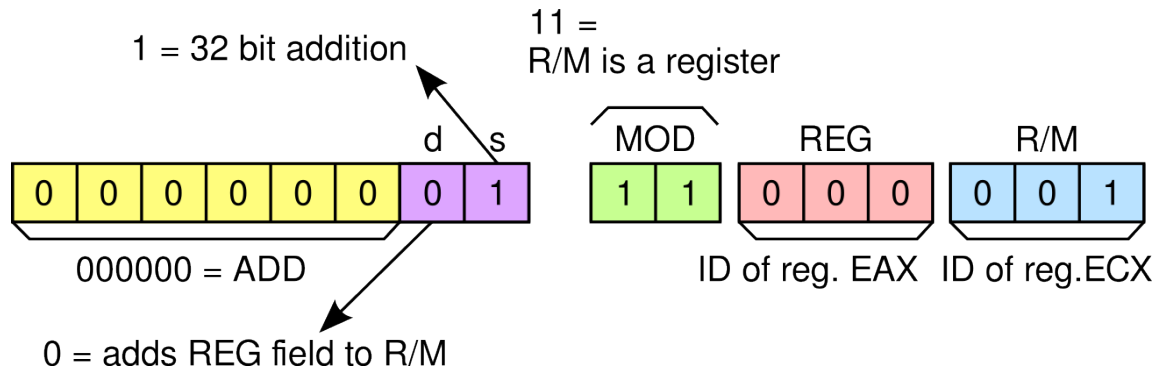 11 =
1 = 32 bit addition
R/M is a register
d s MOD REG R/M
0 0 0 0 0 0 0 1 1 1 0 0 0 0 0 1
000000 = ADD ID of reg. EAX ID of reg.ECX
0 = adds REG field to R/M